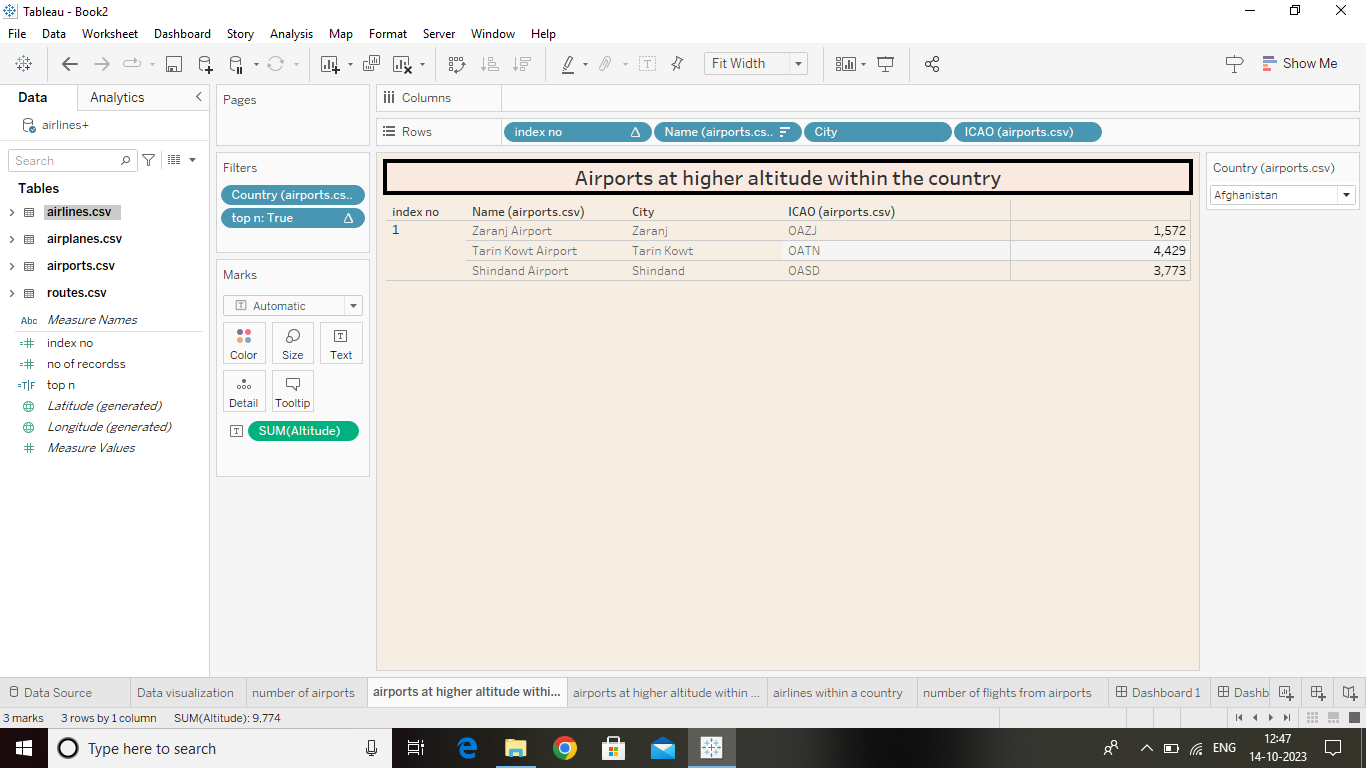 Tableau - Book2
File Data Worksheet Dashboard Story Analysis Map Format Server Window Help
Fit Width
Show Me
Data Analytics
airlines+
Search
Tables
airlines.csv
airplanes.csv
airports.csv
routes.csv
Abc Measure Names
=# index no
=# no of recordss
=T|F top n
Latitude (generated)
Longitude (generated)
# Measure Values
Pages
Filters
Country (airports.cs..
top n: True Δ
Marks
T Automatic
Color Size Text
Detail Tooltip
T SUM(Altitude)
iii Columns
Rows index no Δ Name (airports.cs.. City ICAO (airports.csv)
Airports at higher altitude within the country
index no Name (airports.csv) City ICAO (airports.csv)
1 Zaranj Airport Zaranj OAZJ 1,572
Tarin Kowt Airport Tarin Kowt OATN 4,429
Shindand Airport Shindand OASD 3,773
Country (airports.csv)
Afghanistan
Data Source Data visualization number of airports airports at higher altitude withi... airports at higher altitude within ... airlines within a country number of flights from airports Dashboard 1 Dashb
3 marks 3 rows by 1 column SUM(Altitude): 9,774
Type here to search
ENG
12:47
14-10-2023